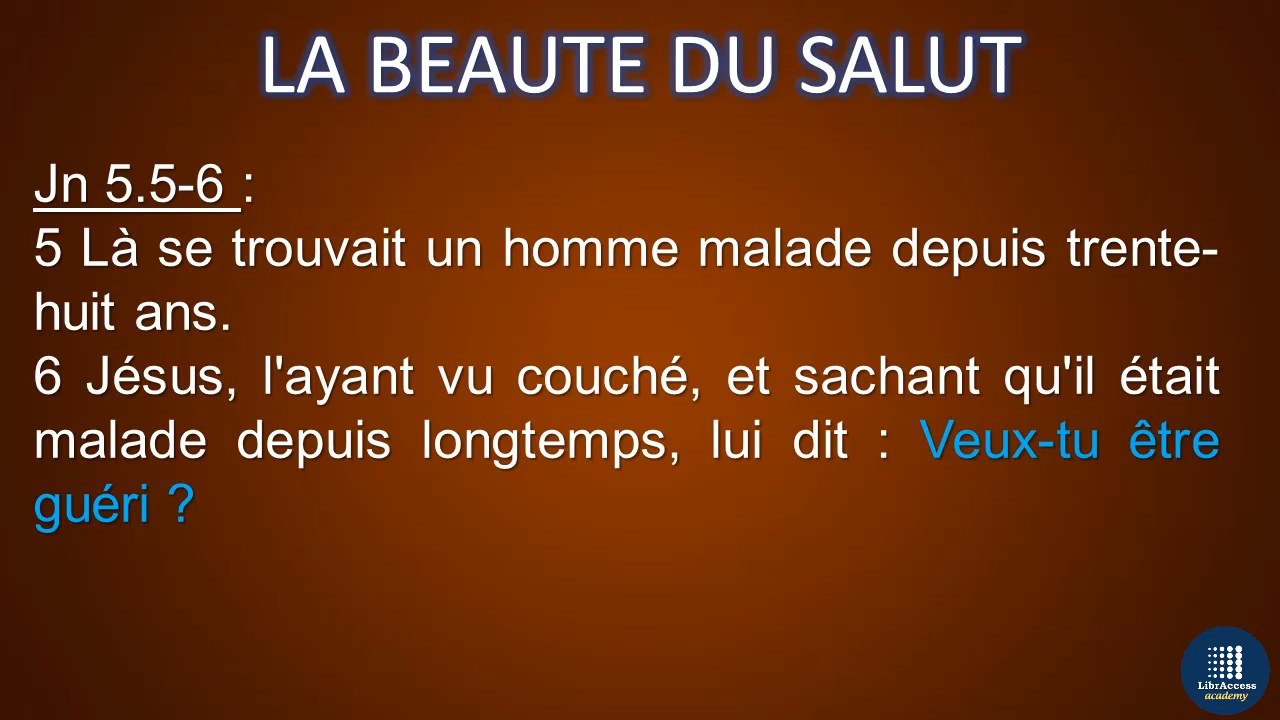 LA BEAUTE DU SALUT
Jn 5.5-6 :
5 Là se trouvait un homme malade depuis trente-
huit ans.
6 Jésus, l'ayant vu couché, et sachant qu'il était
malade depuis longtemps, lui dit : Veux-tu être
guéri ?
LibrAccess
academy